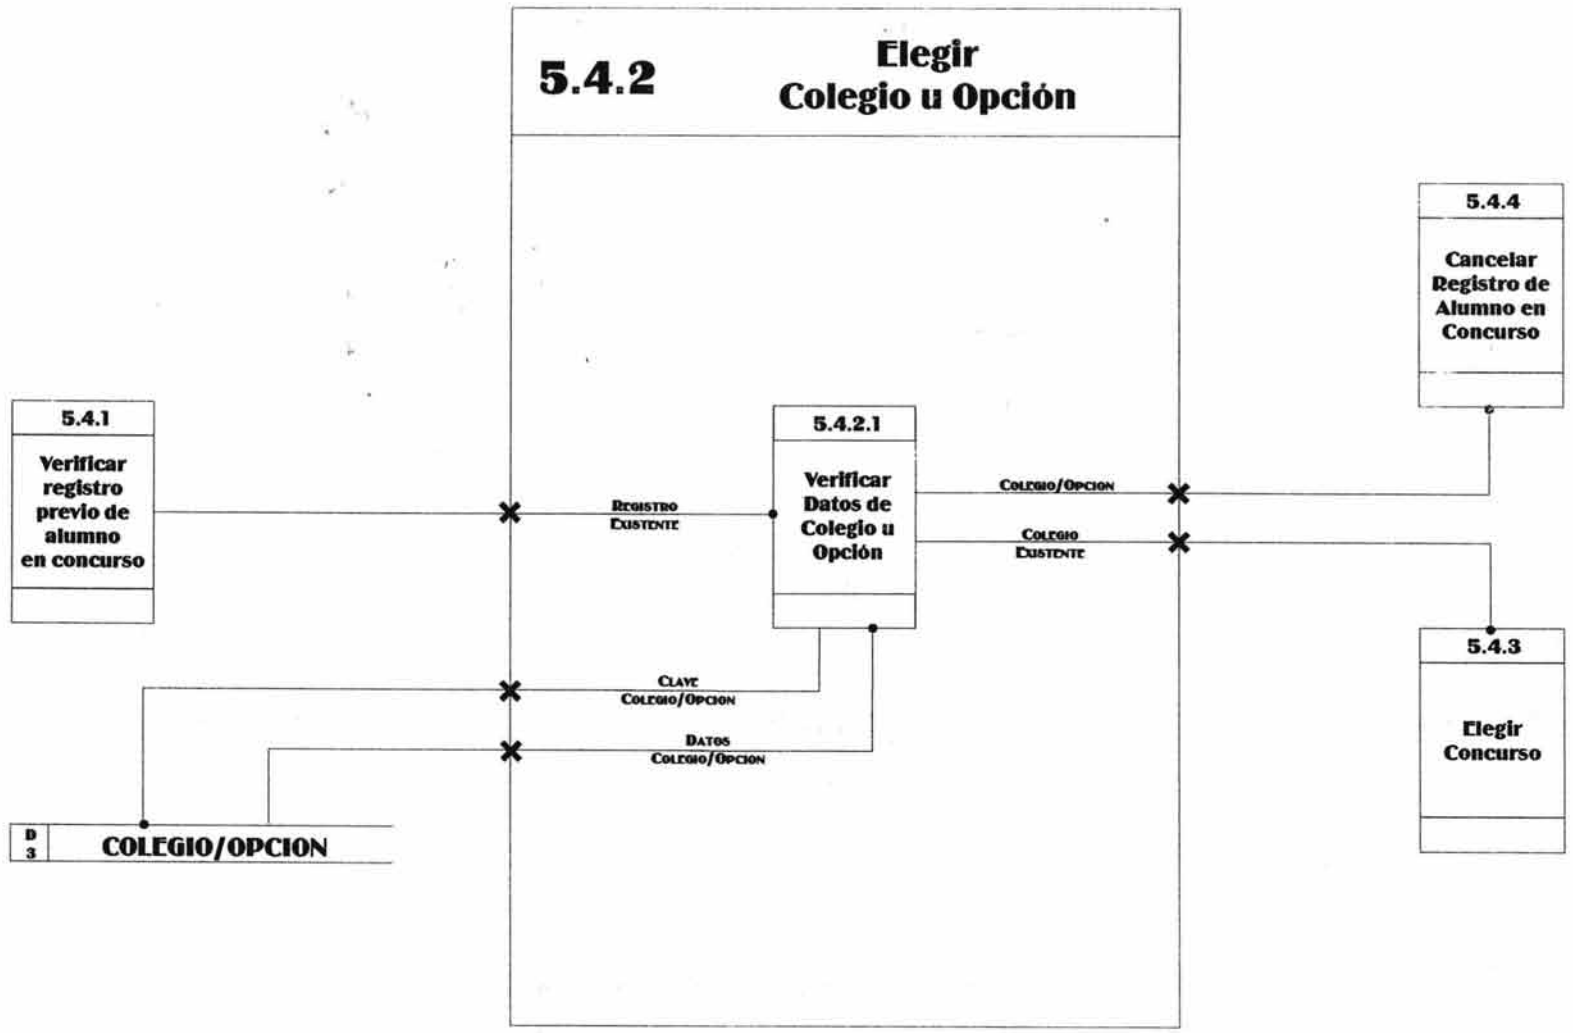 5.4.2
Elegir
Colegio u Opción
5.4.4
Cancelar
Registro de
Alumno en
Concurso
5.4.1
Verificar
registro
previo de
alumno
en concurso
5.4.2.1
Verificar
Datos de
Colegio u
Opción
REGISTRO
EXISTENTE
COLEGIO/OPCION
COLEGIO
EXISTENTE
5.4.3
Elegir
Concurso
CLAVE
COLEGIO/OPCION
DATOS
COLEGIO/OPCION
D
3
COLEGIO/OPCION